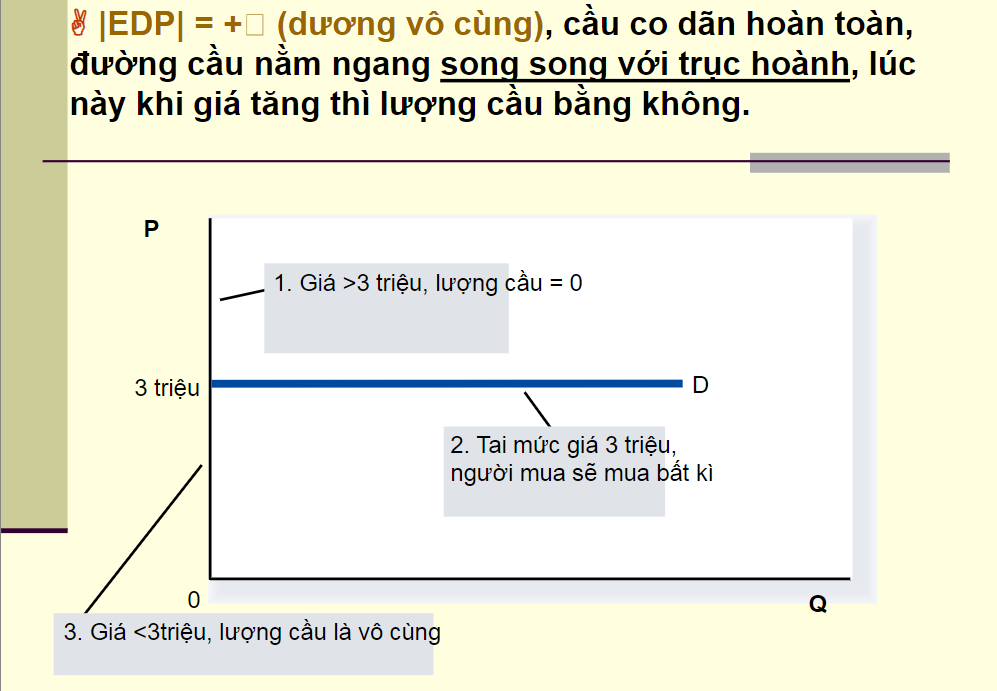 ✌ |EDP| = +□ (dương vô cùng), cầu co dãn hoàn toàn,
đường cầu nằm ngang song song với trục hoành, lúc
này khi giá tăng thì lượng cầu bằng không.
P
1. Giá >3 triệu, lượng cầu = 0
3 triệu
D
2. Tai mức giá 3 triệu,
người mua sẽ mua bất kì
0
Q
3. Giá <3triệu, lượng cầu là vô cùng